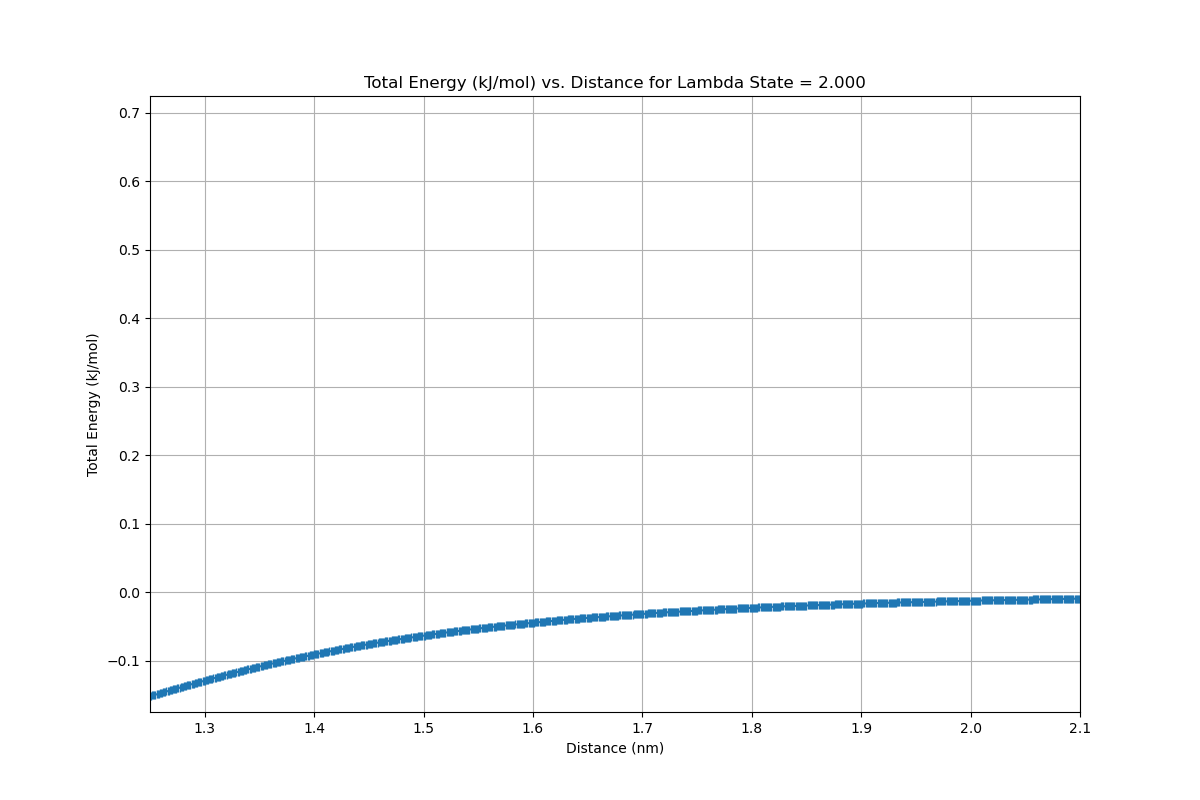 Total Energy (kJ/mol) vs. Distance for Lambda State = 2.000
0.7
0.6
0.5
0.4
0.3
0.2
0.1
0.0
−0.1
Total Energy (kJ/mol)
1.3 1.4 1.5 1.6 1.7 1.8 1.9 2.0 2.1
Distance (nm)